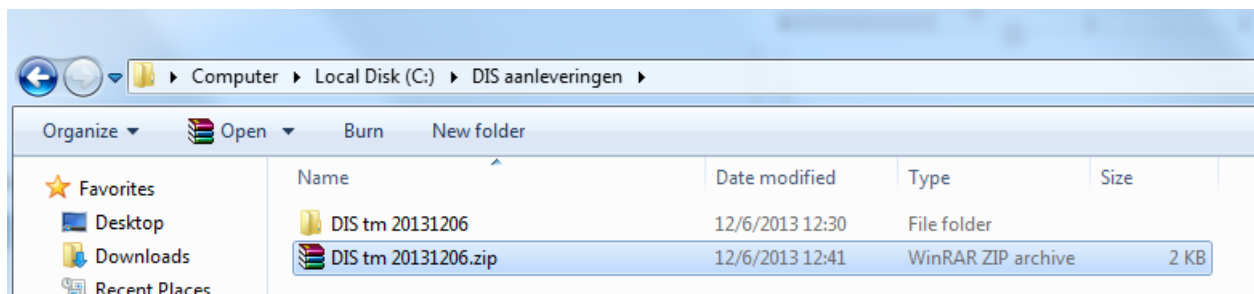 Computer ▸ Local Disk (C:) ▸ DIS aanleveringen ▸
Organize ▾ Open ▾ Burn New folder
Favorites Name Date modified Type Size
Desktop DIS tm 20131206 12/6/2013 12:30 File folder
Downloads DIS tm 20131206.zip 12/6/2013 12:41 WinRAR ZIP archive 2 KB
Recent Places